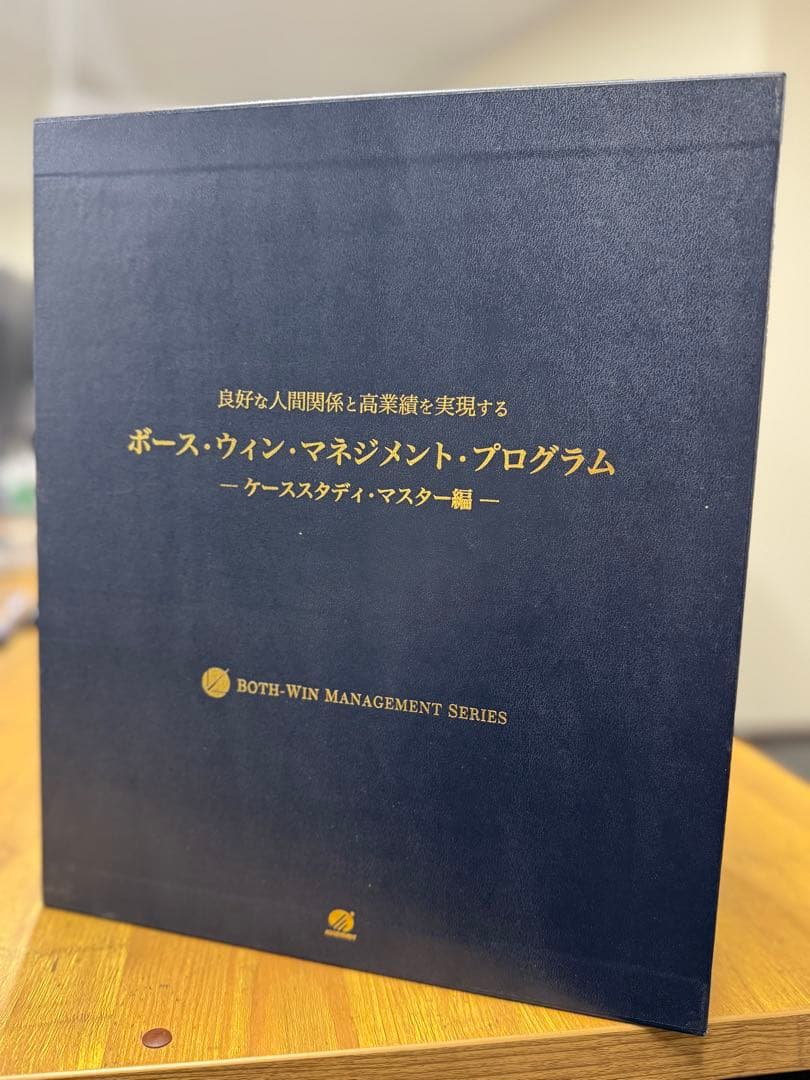 良好な人間関係と高業績を実現する
ボース・ウィン・マネジメント・プログラム
― ケーススタディ・マスター編 ―
BOTH-WIN MANAGEMENT SERIES